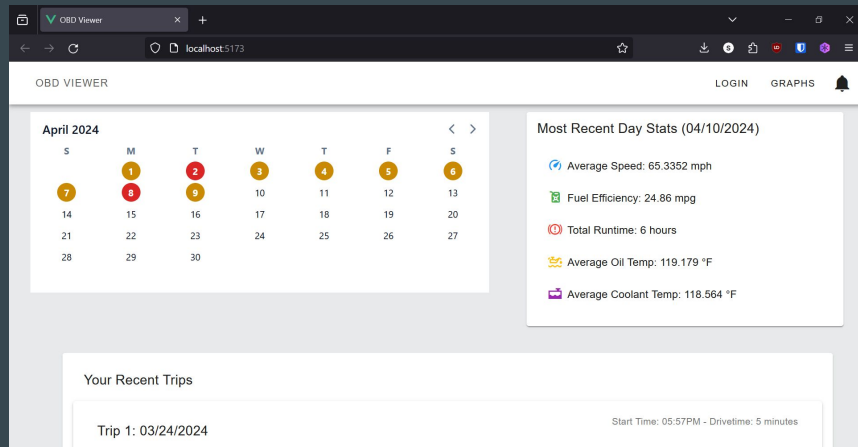 OBD Viewer
localhost:5173
OBD VIEWER
LOGIN GRAPHS
April 2024
S M T W T F S
1 2 3 4 5 6
7 8 9 10 11 12 13
14 15 16 17 18 19 20
21 22 23 24 25 26 27
28 29 30
Most Recent Day Stats (04/10/2024)
Average Speed: 65.3352 mph
Fuel Efficiency: 24.86 mpg
Total Runtime: 6 hours
Average Oil Temp: 119.179 °F
Average Coolant Temp: 118.564 °F
Your Recent Trips
Trip 1: 03/24/2024
Start Time: 05:57PM - Drivetime: 5 minutes